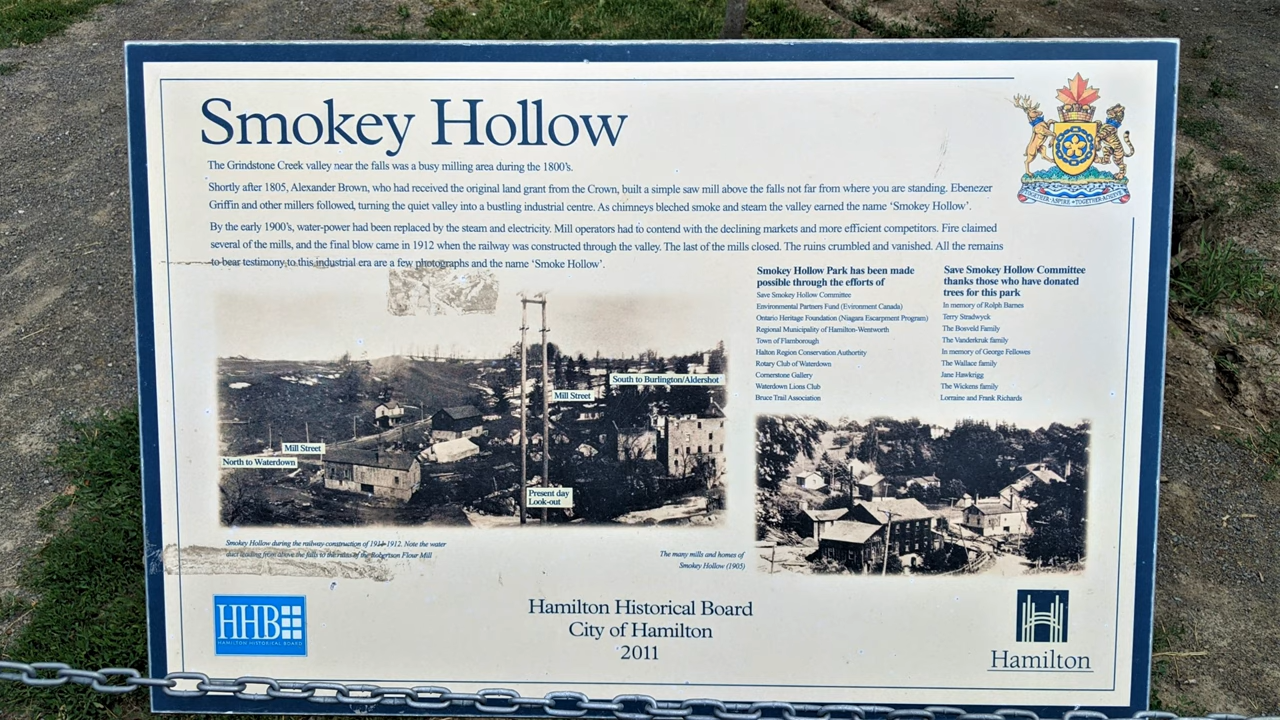 Smokey Hollow
The Grindstone Creek valley near the falls was a busy milling area during the 1800's.
Shortly after 1805, Alexander Brown, who had received the original land grant from the Crown, built a simple saw mill above the falls not far from where you are standing. Ebenezer
Griffin and other millers followed, turning the quiet valley into a bustling industrial centre. As chimneys bleched smoke and steam the valley earned the name 'Smokey Hollow'.
By the early 1900's, water-power had been replaced by the steam and electricity. Mill operators had to contend with the declining markets and more efficient competitors. Fire claimed
several of the mills, and the final blow came in 1912 when the railway was constructed through the valley. The last of the mills closed. The ruins crumbled and vanished. All the remains
to bear testimony to this industrial era are a few photographs and the name 'Smoke Hollow'.
South to Burlington/Aldershot
Mill Street
Mill Street
North to Waterdown
Present day
Look-out
Smokey Hollow during the railway construction of 1911-1912. Note the water
duct leading from above the falls to the ruins of the Robertson Flour Mill
Smokey Hollow Park has been made
possible through the efforts of
Save Smokey Hollow Committee
Environmental Partners Fund (Evironment Canada)
Ontario Heritage Foundation (Niagara Escarpment Program)
Regional Municipality of Hamilton-Wentworth
Town of Flamborough
Halton Region Conservation Authortity
Rotary Club of Waterdown
Cornerstone Gallery
Waterdown Lions Club
Bruce Trail Association
Save Smokey Hollow Committee
thanks those who have donated
trees for this park
In memory of Rolph Barnes
Terry Stradwyck
The Bosveld Family
The Vanderkruk family
In memory of George Fellowes
The Wallace family
Jane Hawkrigg
The Wickens family
Lorraine and Frank Richards
The many mills and homes of
Smokey Hollow (1905)
HHB
HAMILTON HISTORICAL BOARD
Hamilton Historical Board
City of Hamilton
2011
Hamilton